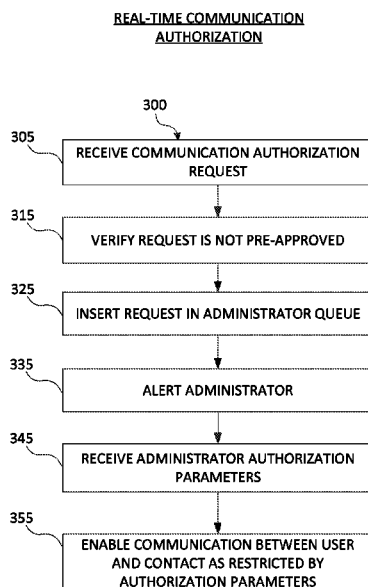 REAL-TIME COMMUNICATION
AUTHORIZATION
300
305
RECEIVE COMMUNICATION AUTHORIZATION
REQUEST
315
VERIFY REQUEST IS NOT PRE-APPROVED
325
INSERT REQUEST IN ADMINISTRATOR QUEUE
335
ALERT ADMINISTRATOR
345
RECEIVE ADMINISTRATOR AUTHORIZATION
PARAMETERS
355
ENABLE COMMUNICATION BETWEEN USER
AND CONTACT AS RESTRICTED BY
AUTHORIZATION PARAMETERS